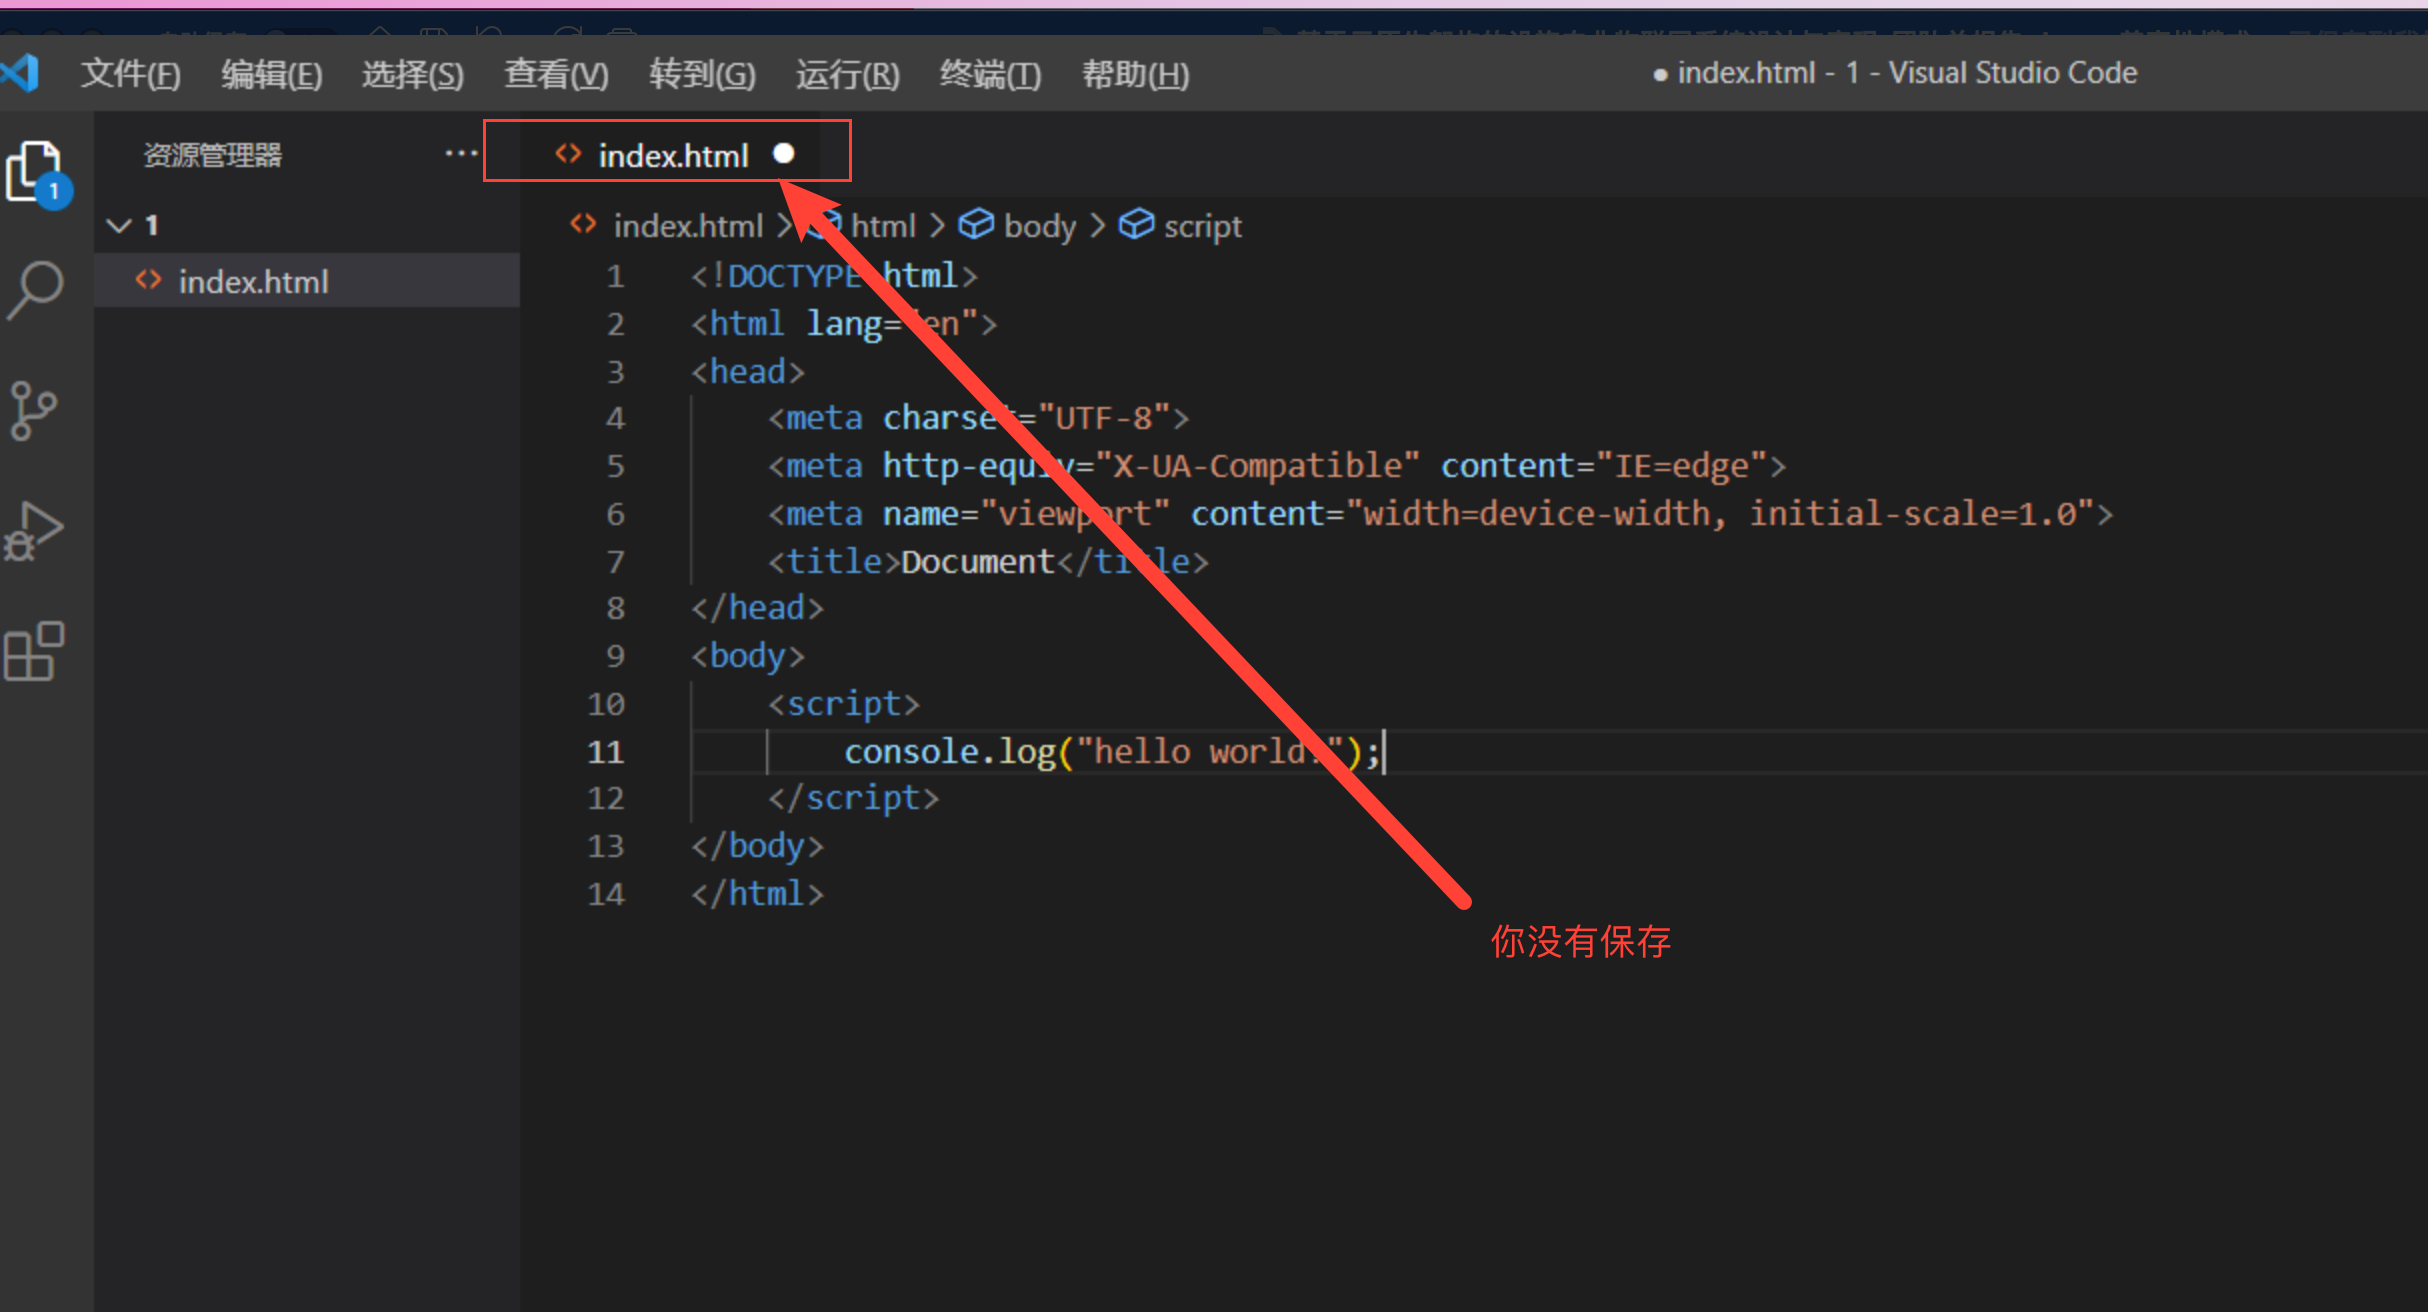 文件(F) 编辑(E) 选择(S) 查看(V) 转到(G) 运行(R) 终端(T) 帮助(H) ● index.html - 1 - Visual Studio Code
资源管理器 ··· <> index.html ●
1
1
<> index.html
<> index.html > html > body > script
1 <!DOCTYPE html>
2 <html lang="en">
3 <head>
4 <meta charset="UTF-8">
5 <meta http-equiv="X-UA-Compatible" content="IE=edge">
6 <meta name="viewport" content="width=device-width, initial-scale=1.0">
7 <title>Document</title>
8 </head>
9 <body>
10 <script>
11 console.log("hello world!");
12 </script>
13 </body>
14 </html>
你没有保存